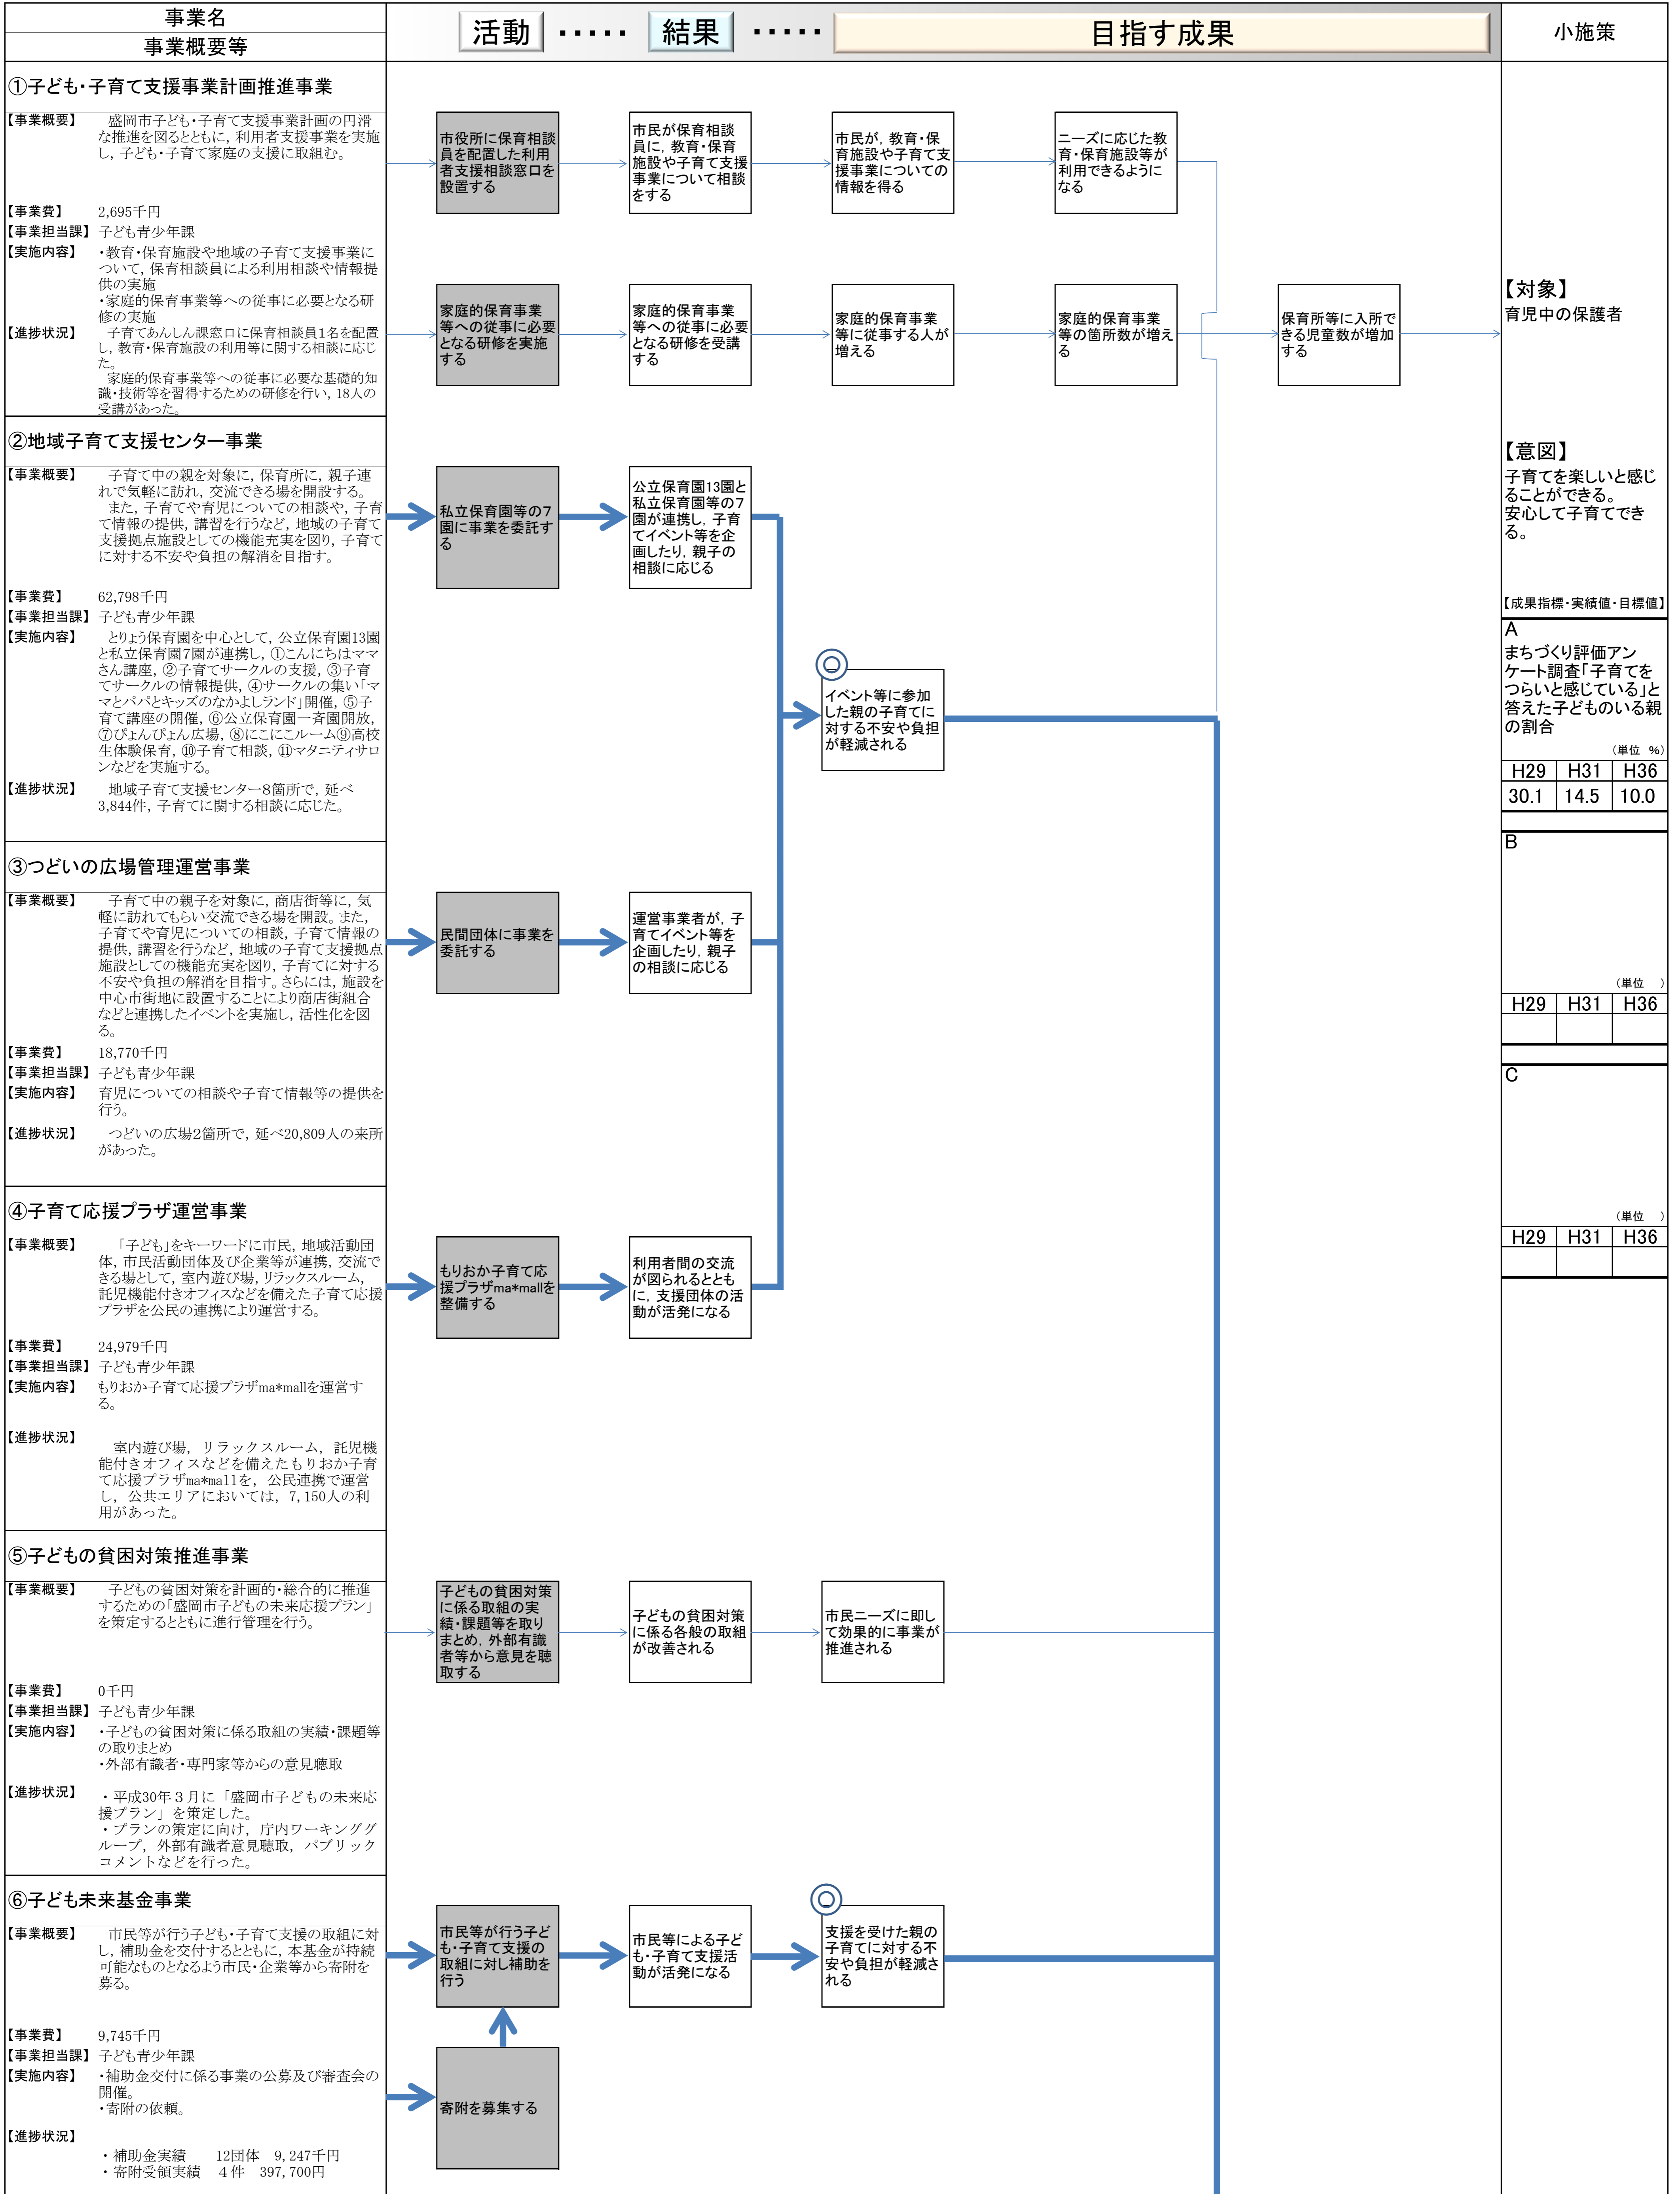 事業名
事業概要等
活動 ・・・・・ 結果 ・・・・・ 目指す成果
小施策
①子ども・子育て支援事業計画推進事業
【事業概要】 盛岡市子ども・子育て支援事業計画の円滑
な推進を図るとともに, 利用者支援事業を実施
し, 子ども・子育て家庭の支援に取組む。
【事業費】 2,695千円
【事業担当課】 子ども青少年課
【実施内容】 ・教育・保育施設や地域の子育て支援事業に
ついて, 保育相談員による利用相談や情報提
供の実施
・家庭的保育事業等への従事に必要となる研
修の実施
【進捗状況】 子育てあんしん課窓口に保育相談員1名を配置
し, 教育・保育施設の利用等に関する相談に応じ
た。
家庭的保育事業等への従事に必要な基礎的知
識・技術等を習得するための研修を行い, 18人の
受講があった。
市役所に保育相談
員を配置した利用
者支援相談窓口を
設置する
市民が保育相談
員に, 教育・保育
施設や子育て支援
事業について相談
をする
市民が, 教育・保
育施設や子育て支
援事業についての
情報を得る
ニーズに応じた教
育・保育施設等が
利用できるように
なる
家庭的保育事業
等への従事に必要
となる研修を実施
する
家庭的保育事業
等への従事に必要
となる研修を受講
する
家庭的保育事業
等に従事する人が
増える
家庭的保育事業
等の箇所数が増え
る
保育所等に入所で
きる児童数が増加
する
②地域子育て支援センター事業
【事業概要】 子育て中の親を対象に, 保育所に, 親子連
れで気軽に訪れ, 交流できる場を開設する。
また, 子育てや育児についての相談や, 子育
て情報の提供, 講習を行うなど, 地域の子育て
支援拠点施設としての機能充実を図り, 子育て
に対する不安や負担の解消を目指す。
【事業費】 62,798千円
【事業担当課】 子ども青少年課
【実施内容】 とりょう保育園を中心として, 公立保育園13園
と私立保育園7園が連携し, ①こんにちはママ
さん講座, ②子育てサークルの支援, ③子育
てサークルの情報提供, ④サークルの集い「マ
マとパパとキッズのなかよしランド」開催, ⑤子
育て講座の開催, ⑥公立保育園一斉園開放,
⑦ぴょんぴょん広場, ⑧にこにこルーム⑨高校
生体験保育, ⑩子育て相談, ⑪マタニティサロ
ンなどを実施する。
【進捗状況】 地域子育て支援センター8箇所で, 延べ
3,844件, 子育てに関する相談に応じた。
私立保育園等の7
園に事業を委託す
る
公立保育園13園と
私立保育園等の7
園が連携し, 子育
てイベント等を企
画したり, 親子の
相談に応じる
◎
イベント等に参加
した親の子育てに
対する不安や負担
が軽減される
③つどいの広場管理運営事業
【事業概要】 子育て中の親子を対象に, 商店街等に, 気
軽に訪れてもらい交流できる場を開設。また,
子育てや育児についての相談, 子育て情報の
提供, 講習を行うなど, 地域の子育て支援拠点
施設としての機能充実を図り, 子育てに対する
不安や負担の解消を目指す。さらには, 施設を
中心市街地に設置することにより商店街組合
などと連携したイベントを実施し, 活性化を図
る。
【事業費】 18,770千円
【事業担当課】 子ども青少年課
【実施内容】 育児についての相談や子育て情報等の提供を
行う。
【進捗状況】 つどいの広場2箇所で, 延べ20,809人の来所
があった。
民間団体に事業を
委託する
運営事業者が, 子
育てイベント等を
企画したり, 親子
の相談に応じる
④子育て応援プラザ運営事業
【事業概要】 「子ども」をキーワードに市民, 地域活動団
体, 市民活動団体及び企業等が連携, 交流で
きる場として, 室内遊び場, リラックスルーム,
託児機能付きオフィスなどを備えた子育て応援
プラザを公民の連携により運営する。
【事業費】 24,979千円
【事業担当課】 子ども青少年課
【実施内容】 もりおか子育て応援プラザma*mallを運営す
る。
【進捗状況】
室内遊び場, リラックスルーム, 託児機
能付きオフィスなどを備えたもりおか子育
て応援プラザma*mallを, 公民連携で運営
し, 公共エリアにおいては, 7,150人の利
用があった。
もりおか子育て応
援プラザma*mallを
整備する
利用者間の交流
が図られるととも
に, 支援団体の活
動が活発になる
⑤子どもの貧困対策推進事業
【事業概要】 子どもの貧困対策を計画的・総合的に推進
するための「盛岡市子どもの未来応援プラン」
を策定するとともに進行管理を行う。
【事業費】 0千円
【事業担当課】 子ども青少年課
【実施内容】 ・子どもの貧困対策に係る取組の実績・課題等
の取りまとめ
・外部有識者・専門家等からの意見聴取
【進捗状況】 ・平成30年3月に「盛岡市子どもの未来応
援プラン」を策定した。
・プランの策定に向け, 庁内ワーキンググ
ループ, 外部有識者意見聴取, パブリック
コメントなどを行った。
子どもの貧困対策
に係る取組の実
績・課題等を取り
まとめ, 外部有識
者等から意見を聴
取する
子どもの貧困対策
に係る各般の取組
が改善される
市民ニーズに即し
て効果的に事業が
推進される
⑥子ども未来基金事業
【事業概要】 市民等が行う子ども・子育て支援の取組に対
し, 補助金を交付するとともに, 本基金が持続
可能なものとなるよう市民・企業等から寄附を
募る。
【事業費】 9,745千円
【事業担当課】 子ども青少年課
【実施内容】 ・補助金交付に係る事業の公募及び審査会の
開催。
・寄附の依頼。
【進捗状況】
・補助金実績 12団体 9,247千円
・寄附受領実績 4件 397,700円
市民等が行う子ど
も・子育て支援の
取組に対し補助を
行う
市民等による子ど
も・子育て支援活
動が活発になる
◎
支援を受けた親の
子育てに対する不
安や負担が軽減さ
れる
寄附を募集する
【対象】
育児中の保護者
【意図】
子育てを楽しいと感じ
ることができる。
安心して子育てでき
る。
【成果指標・実績値・目標値】
A
まちづくり評価アン
ケート調査「子育てを
つらいと感じている」と
答えた子どものいる親
の割合
（単位 %）
H29 H31 H36
30.1 14.5 10.0
B
（単位 ）
H29 H31 H36
C
（単位 ）
H29 H31 H36